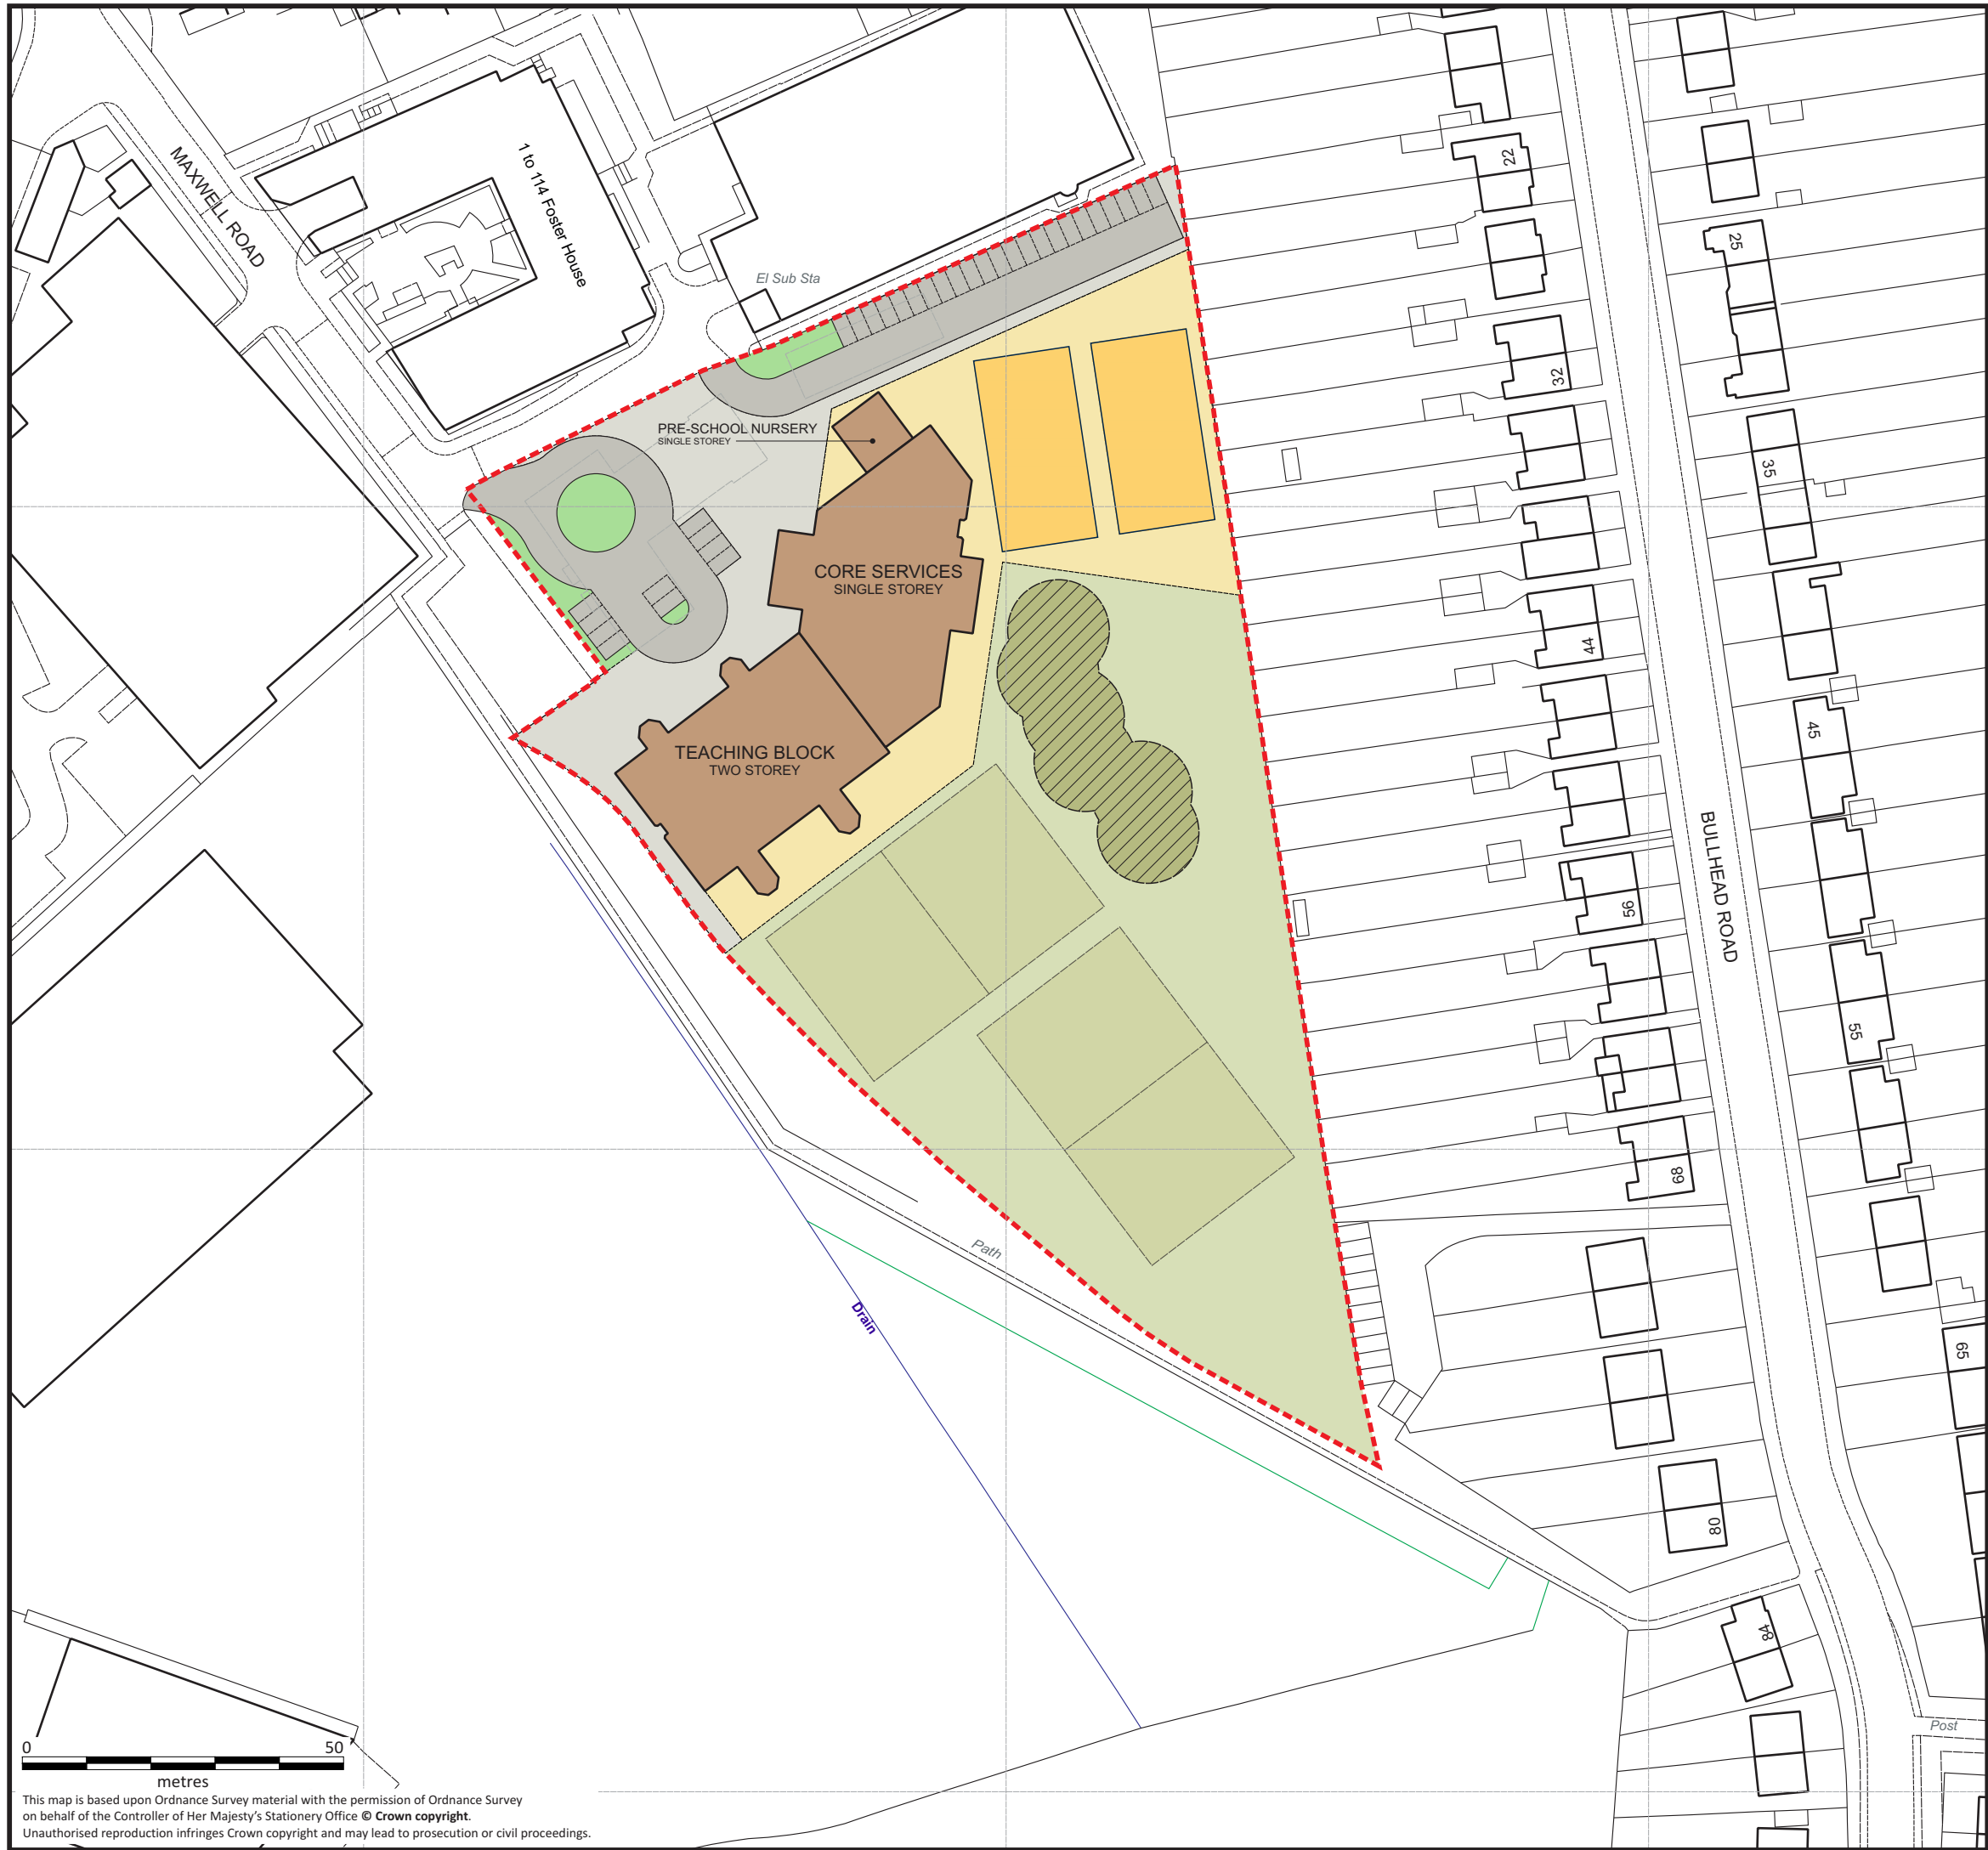 MAXWELL ROAD
1 to 114 Foster House
El Sub Sta
22
25
32
35
PRE-SCHOOL NURSERY
SINGLE STOREY
CORE SERVICES
SINGLE STOREY
44
45
TEACHING BLOCK
TWO STOREY
BULLHEAD ROAD
56
55
68
Path
Drain
65
80
84
Post
0 50
metres
This map is based upon Ordnance Survey material with the permission of Ordnance Survey
on behalf of the Controller of Her Majesty's Stationery Office © Crown copyright.
Unauthorised reproduction infringes Crown copyright and may lead to prosecution or civil proceedings.